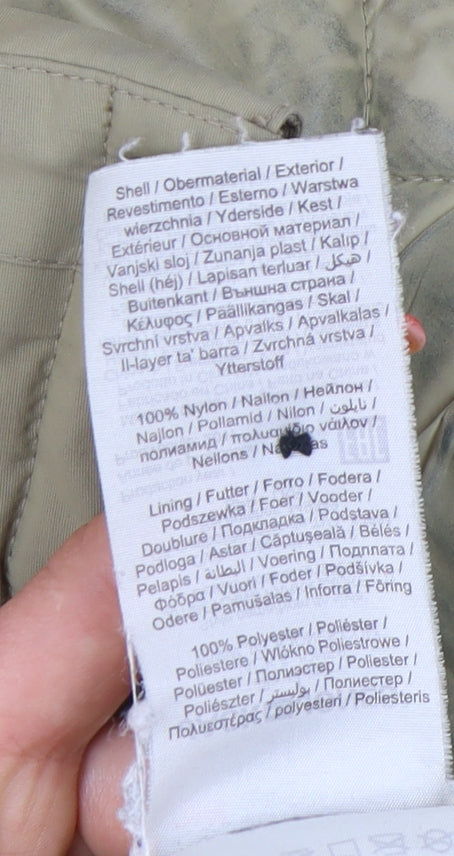 Shell / Obermaterial / Exterior /
Revestimento / Esterno / Warstwa
wierzchnia / Yderside / Kest /
Extérieur / Основной материал /
Vanjski sloj / Zunanja plast / Kalıp /
Shell (héj) / Lapisan terluar / هيكل /
Buitenkant / Външна страна /
Κέλυφος / Päällikangas / Skal /
Svrchní vrstva / Apvalks / Apvalkalas /
Il-layer ta' barra / Zvrchná vrstva /
Ytterstoff
100% Nylon / Nailon / Нейлон /
Najlon / Poliamid / Nilon / نايلون /
полиамид / πολυαμίδιο νάιλον /
Neilons /
Lining / Futter / Forro / Fodera /
Podszewka / Foer / Vooder /
Doublure / Подкладка / Podstava /
Podloga / Astar / Căptuşeală / Bélés /
Pelapis / البطانة / Voering / Подплата /
Φόδρα / Vuori / Foder / Podšívka /
Odere / Pamušalas / Inforra / Fôring
100% Polyester / Poliéster /
Poliestere / Włókno Poliestrowe /
Polüester / Полиэстер / Poliester /
Poliészter / بوليستر / Полиестер /
Πολυεστέρας / polyesteri / Poliesteris